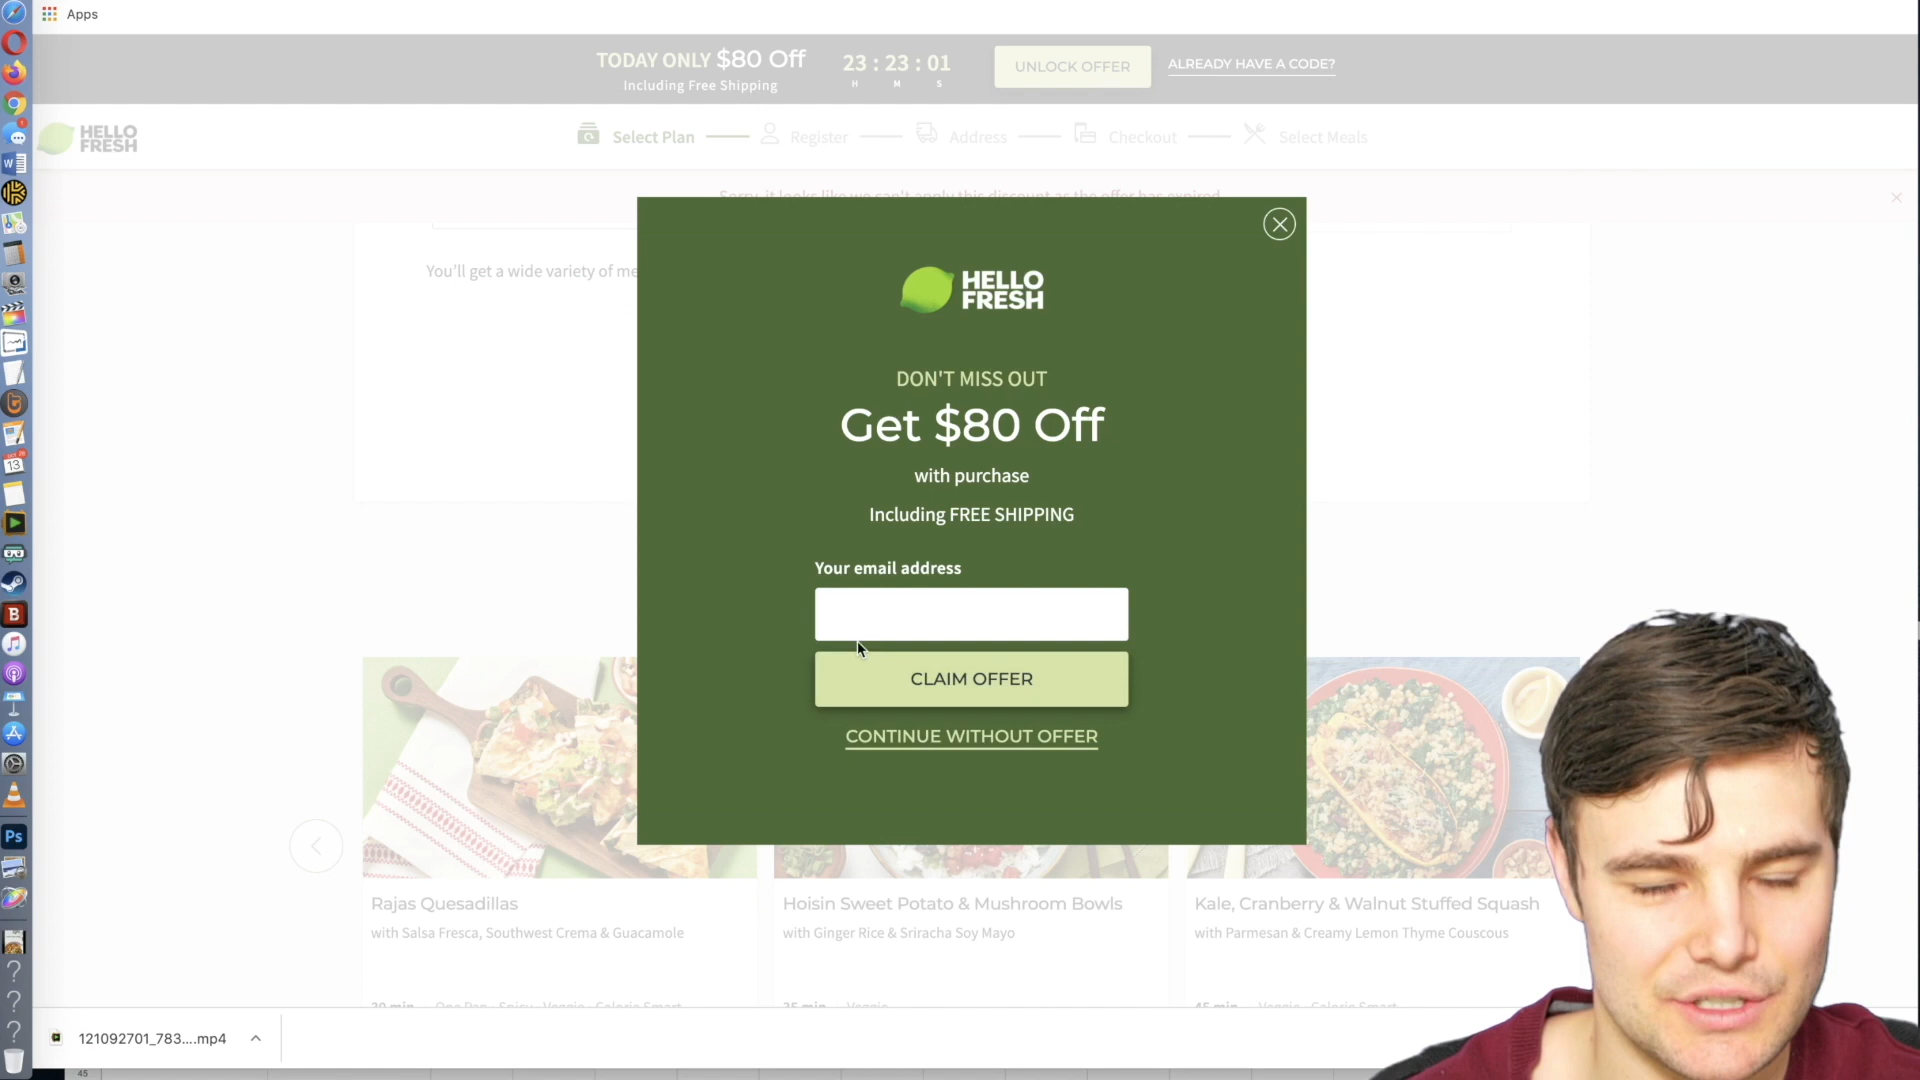 Apps
TODAY ONLY $80 Off
Including Free Shipping
23 : 23 : 01
H M S
UNLOCK OFFER
ALREADY HAVE A CODE?
HELLO
FRESH
Select Plan
Register
Address
Checkout
Select Meals
Sorry, it looks like we can't apply this discount as the offer has expired
You'll get a wide variety of me
HELLO
FRESH
DON'T MISS OUT
Get $80 Off
with purchase
Including FREE SHIPPING
Your email address
CLAIM OFFER
CONTINUE WITHOUT OFFER
Rajas Quesadillas
with Salsa Fresca, Southwest Crema & Guacamole
Hoisin Sweet Potato & Mushroom Bowls
with Ginger Rice & Sriracha Soy Mayo
Kale, Cranberry & Walnut Stuffed Squash
with Parmesan & Creamy Lemon Thyme Couscous
121092701_783....mp4
45
W
13
B
Ps